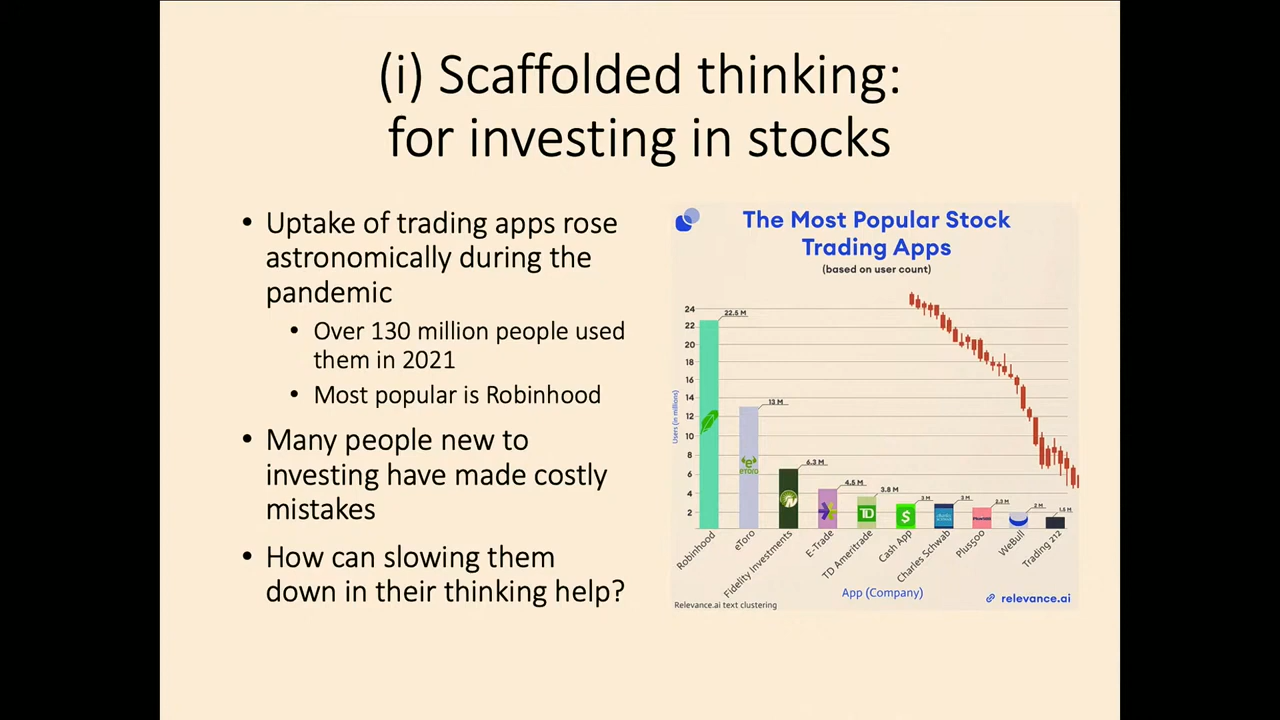 (i) Scaffolded thinking:
for investing in stocks
• Uptake of trading apps rose
astronomically during the
pandemic
• Over 130 million people used
them in 2021
• Most popular is Robinhood
• Many people new to
investing have made costly
mistakes
• How can slowing them
down in their thinking help?
The Most Popular Stock
Trading Apps
(based on user count)
Users (in millions)
24
22
20
18
16
14
12
10
8
6
4
2
22.5 M
13 M
6.3 M
4.5 M
3.8 M
3 M
2.3 M
2 M
1.5 M
eToro
TD
$
Robinhood
eToro
Fidelity Investments
E-Trade
TD Ameritrade
Cash App
Charles Schwab
Plus500
WeBull
Trading 212
App (Company)
Relevance.ai text clustering
relevance.ai